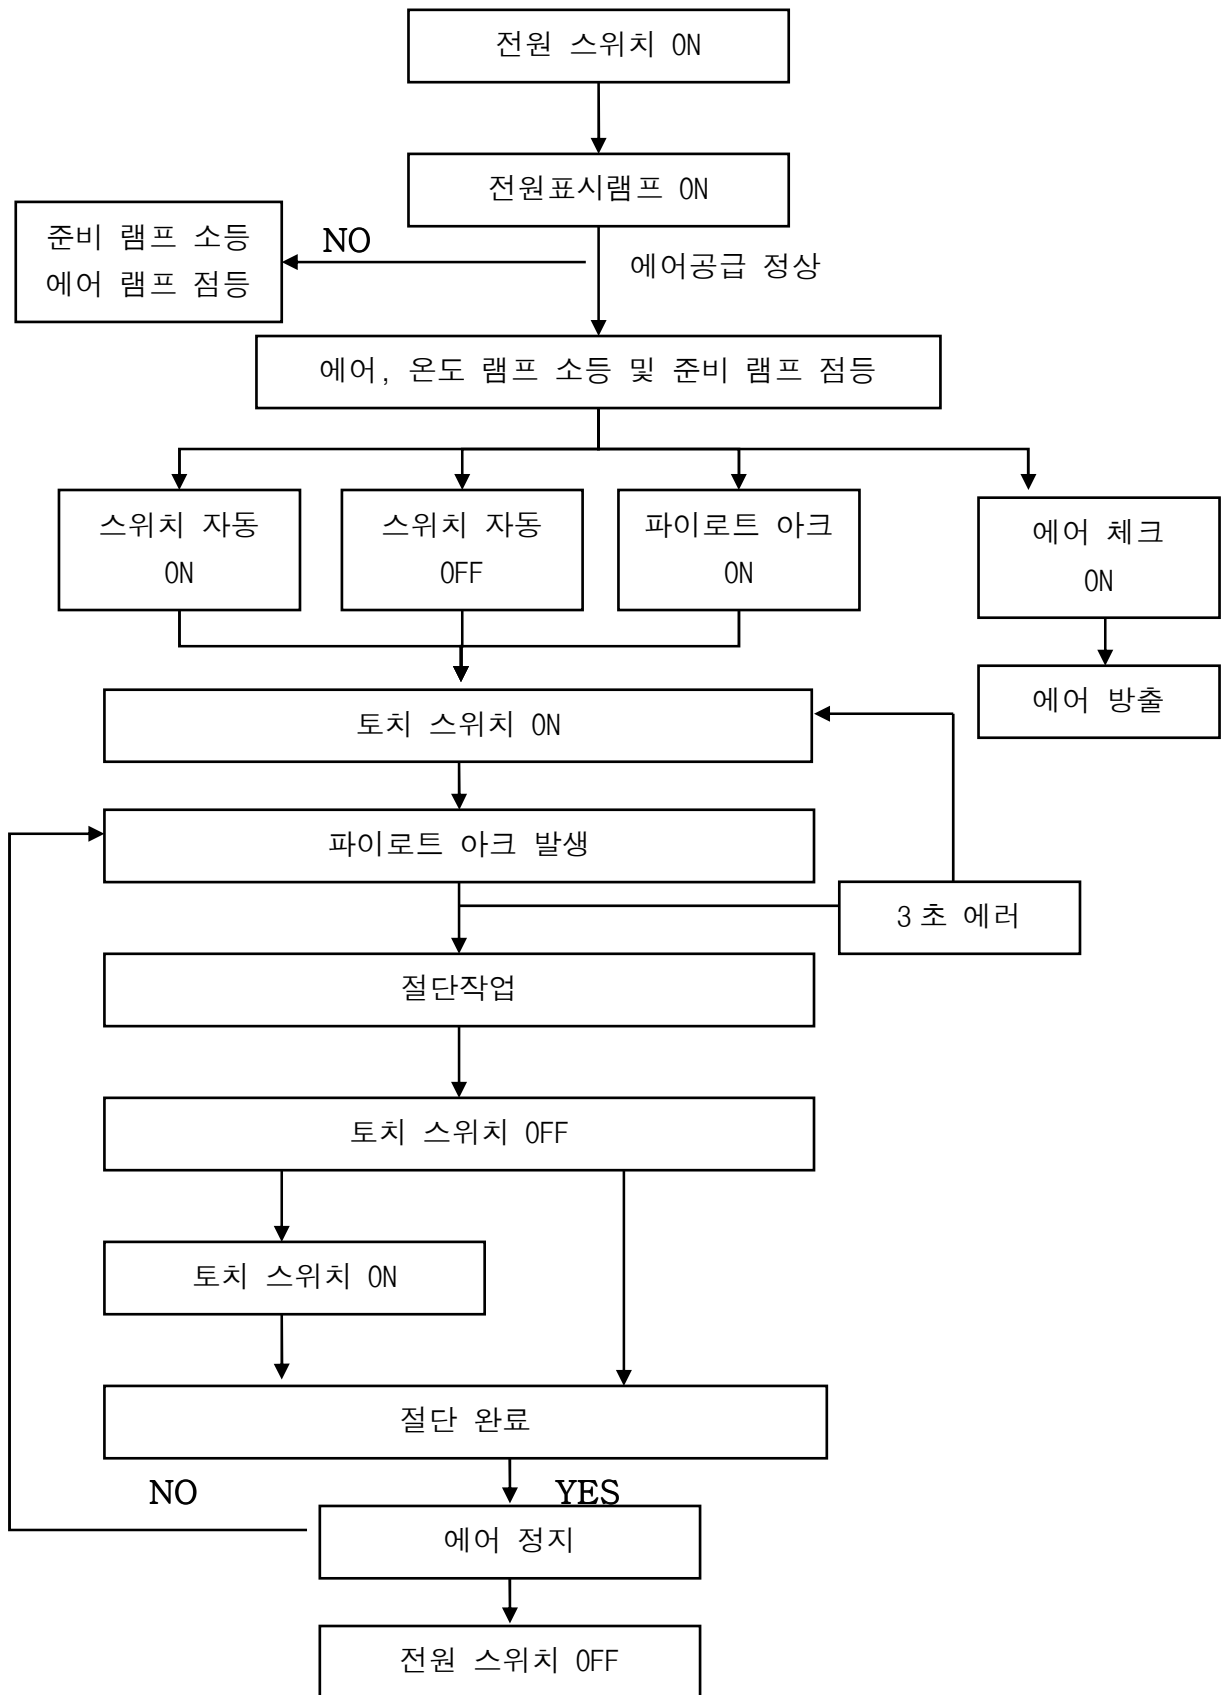 전원 스위치 ON
전원표시램프 ON
준비 램프 소등
에어 램프 점등
NO
에어공급 정상
에어, 온도 램프 소등 및 준비 램프 점등
스위치 자동
ON
스위치 자동
OFF
파이로트 아크
ON
에어 체크
ON
에어 방출
토치 스위치 ON
파이로트 아크 발생
3초 에러
절단작업
토치 스위치 OFF
토치 스위치 ON
절단 완료
NO
YES
에어 정지
전원 스위치 OFF